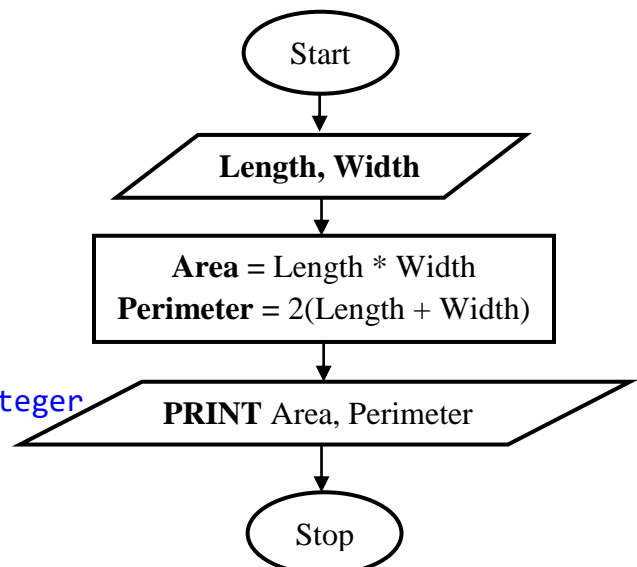 Start
Length, Width
Area = Length * Width
Perimeter = 2(Length + Width)
teger
PRINT Area, Perimeter
Stop